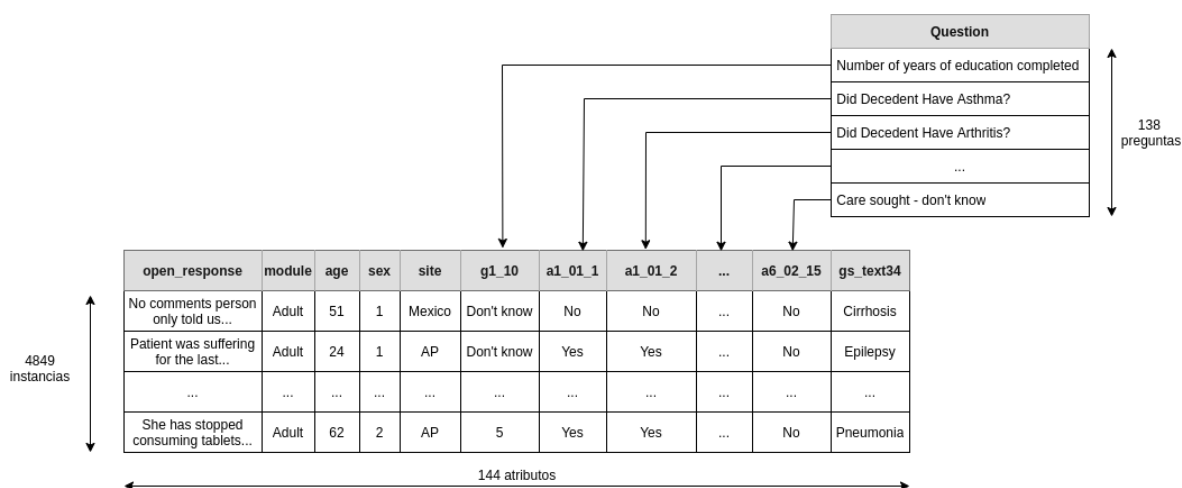 Question
Number of years of education completed
Did Decedent Have Asthma?
Did Decedent Have Arthritis?
...
Care sought - don't know
138
preguntas
open_response module age sex site g1_10 a1_01_1 a1_01_2 ... a6_02_15 gs_text34
No comments person
only told us...
Adult 51 1 Mexico Don't know No No ... No Cirrhosis
Patient was suffering
for the last...
Adult 24 1 AP Don't know Yes Yes ... No Epilepsy
... ... ... ... ... ... ... ... ... ... ...
She has stopped
consuming tablets...
Adult 62 2 AP 5 Yes Yes ... No Pneumonia
4849
instancias
144 atributos